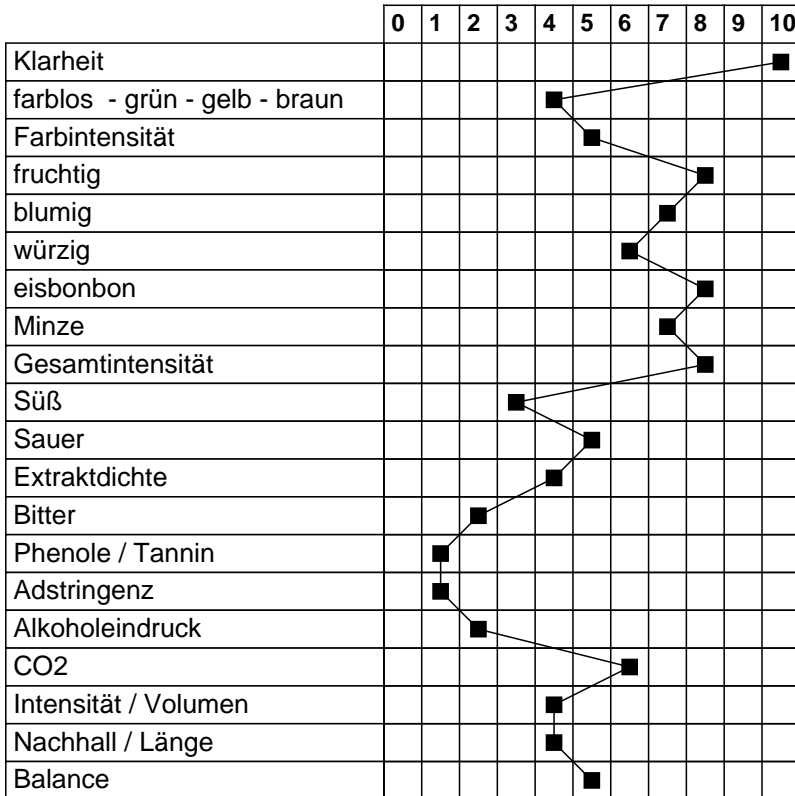 0 1 2 3 4 5 6 7 8 9 10
Klarheit
farblos - grün - gelb - braun
Farbintensität
fruchtig
blumig
würzig
eisbonbon
Minze
Gesamtintensität
Süß
Sauer
Extraktdichte
Bitter
Phenole / Tannin
Adstringenz
Alkoholeindruck
CO2
Intensität / Volumen
Nachhall / Länge
Balance